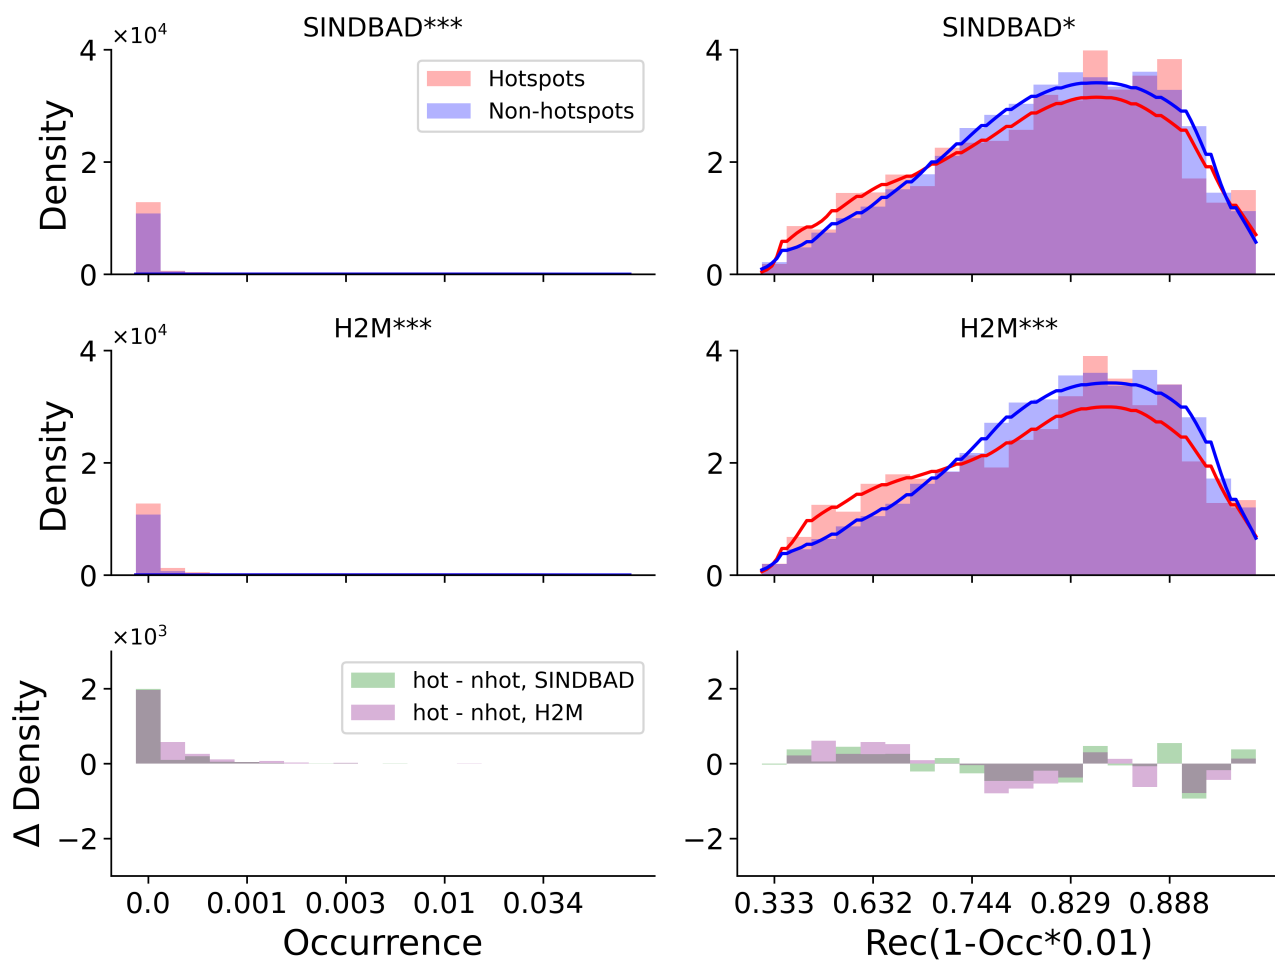 SINDBAD***
×10⁴
4
2
0
Density
Hotspots
Non-hotspots
SINDBAD*
4
2
0
H2M***
×10⁴
4
2
0
Density
H2M***
4
2
0
×10³
2
0
−2
Δ Density
hot - nhot, SINDBAD
hot - nhot, H2M
0.0 0.001 0.003 0.01 0.034
Occurrence
2
0
−2
0.333 0.632 0.744 0.829 0.888
Rec(1-Occ*0.01)